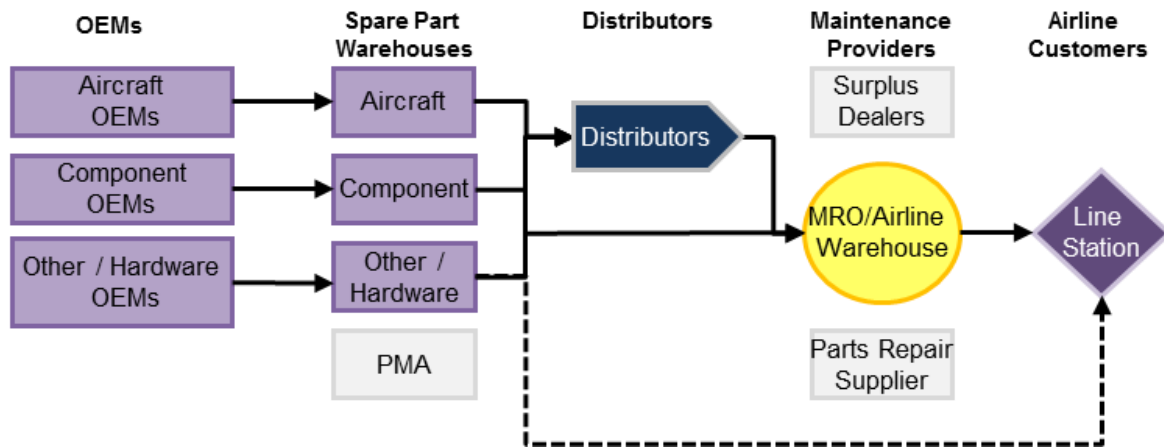 OEMs
Spare Part
Warehouses
Distributors
Maintenance
Providers
Airline
Customers
Aircraft
OEMs
Aircraft
Distributors
Surplus
Dealers
Component
OEMs
Component
MRO/Airline
Warehouse
Line
Station
Other / Hardware
OEMs
Other /
Hardware
PMA
Parts Repair
Supplier